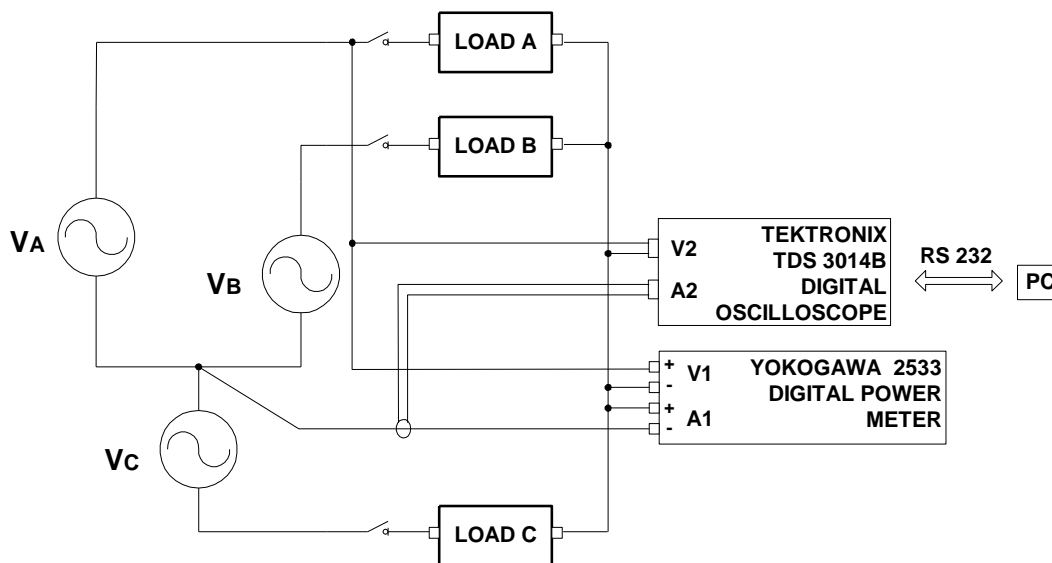 LOAD A
LOAD B
VA
VB
V2
A2
TEKTRONIX
TDS 3014B
DIGITAL
OSCILLOSCOPE
RS 232
PC
+
-
+
-
V1
A1
YOKOGAWA 2533
DIGITAL POWER
METER
VC
LOAD C